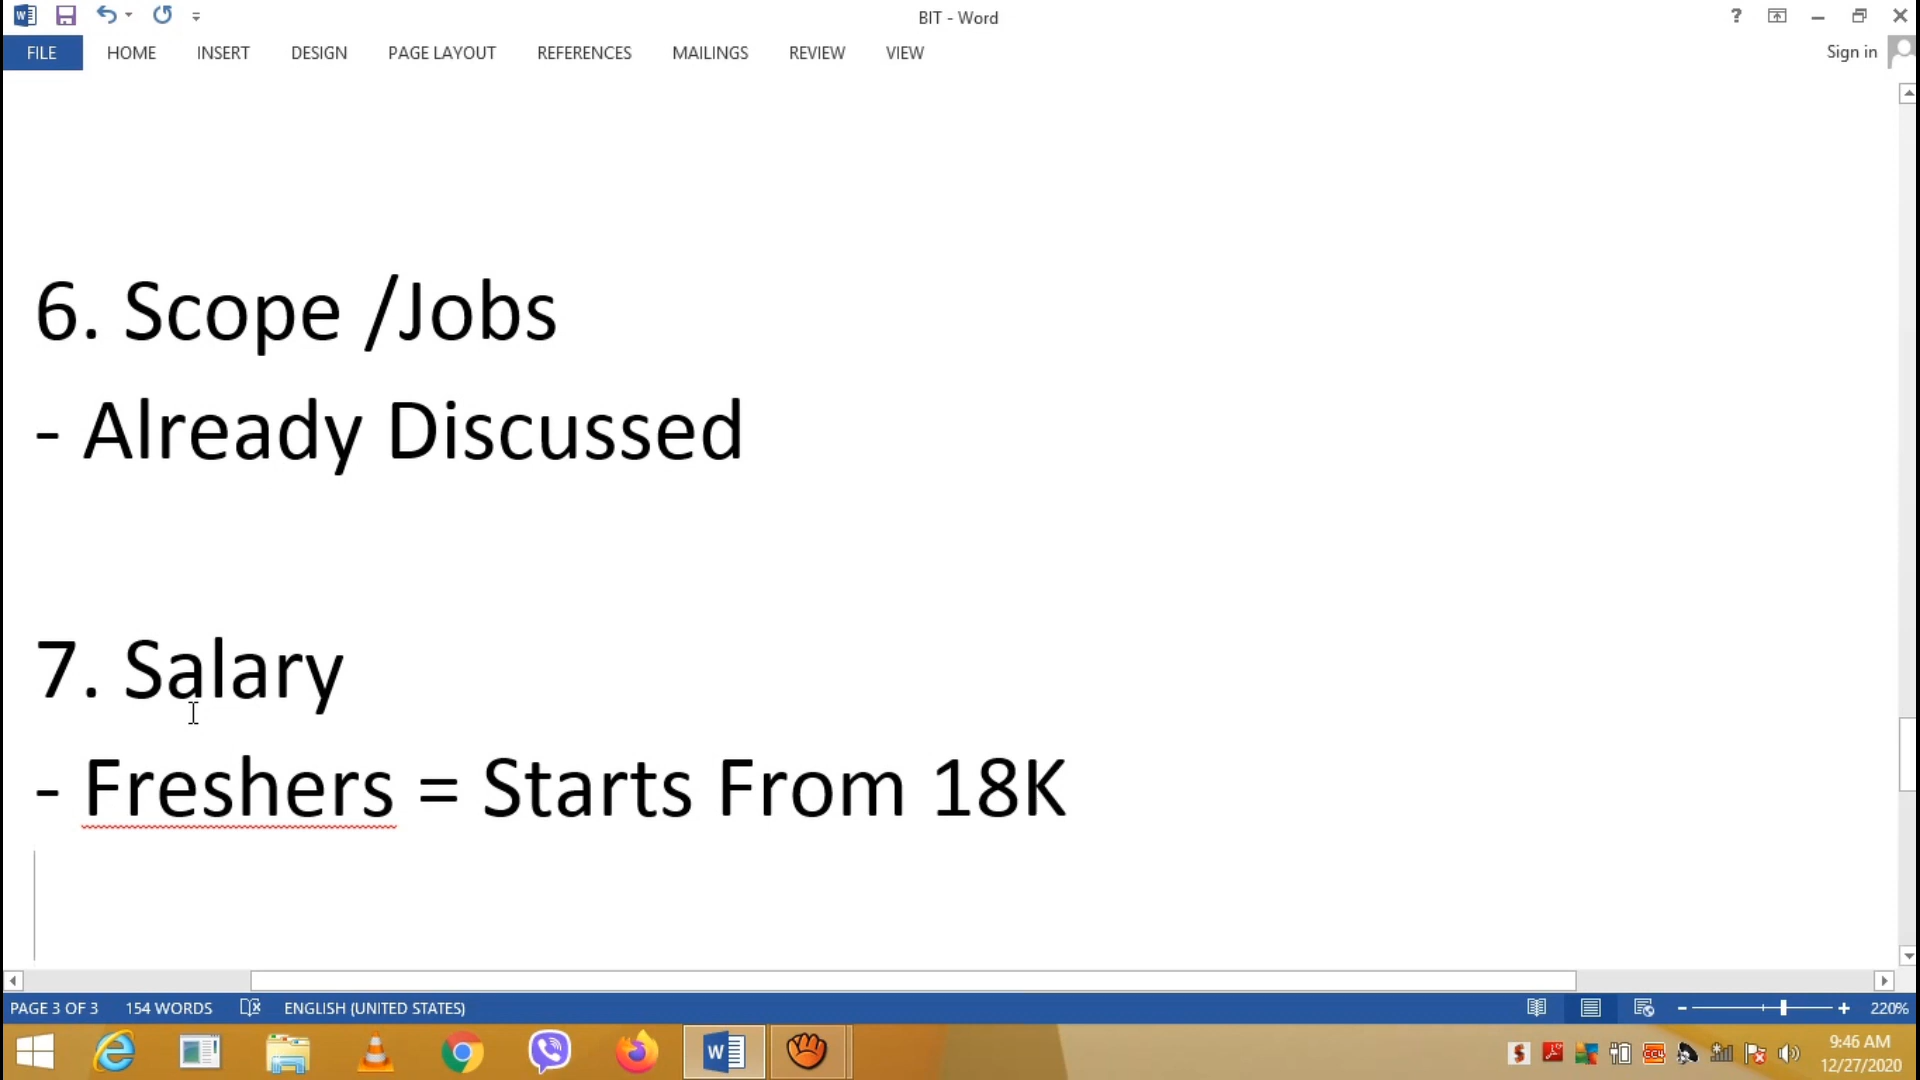 BIT - Word
FILE HOME INSERT DESIGN PAGE LAYOUT REFERENCES MAILINGS REVIEW VIEW Sign in
6. Scope /Jobs
- Already Discussed
7. Salary
- Freshers = Starts From 18K
PAGE 3 OF 3 154 WORDS ENGLISH (UNITED STATES) 220%
9:46 AM
12/27/2020